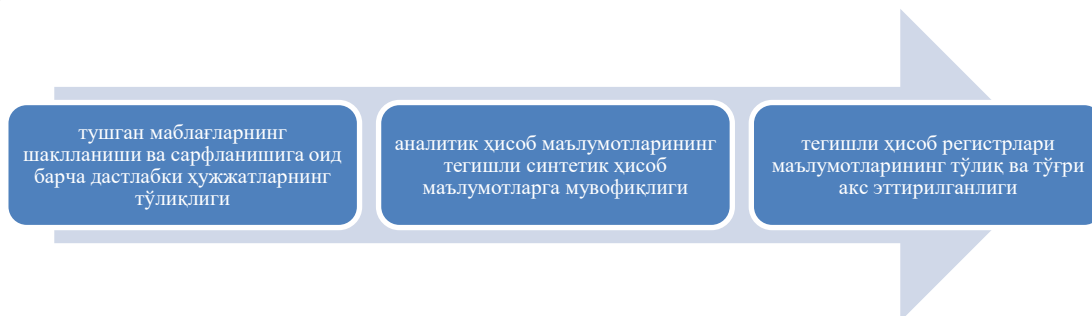 тушган маблағларнинг
шаклланиши ва сарфланишига оид
барча дастлабки ҳужжатларнинг
тўлиқлиги
аналитик ҳисоб маълумотларининг
тегишли синтетик ҳисоб
маълумотларга мувофиқлиги
тегишли ҳисоб регистрлари
маълумотларининг тўлиқ ва тўғри
акс эттирилганлиги